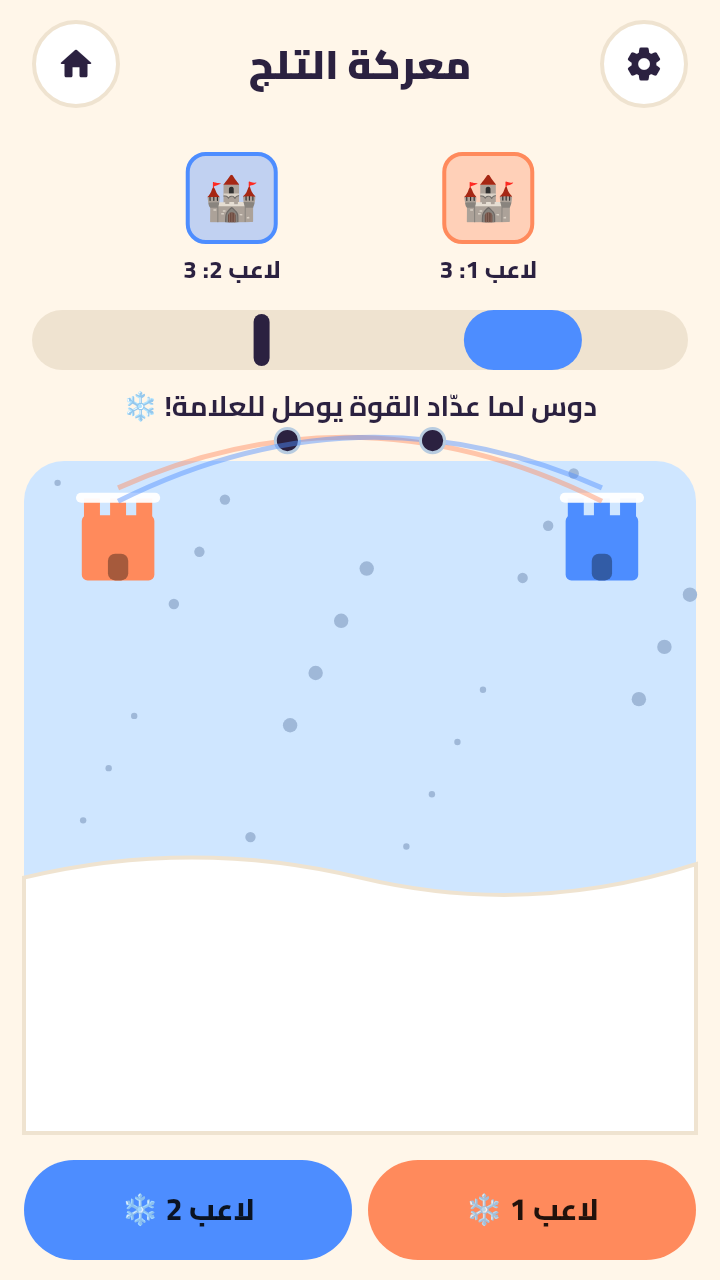 معركة التلج
لاعب 1: 3
لاعب 2: 3
دوس لما عدّاد القوة يوصل للعلامة! ❄️
لاعب 1 ❄️
لاعب 2 ❄️